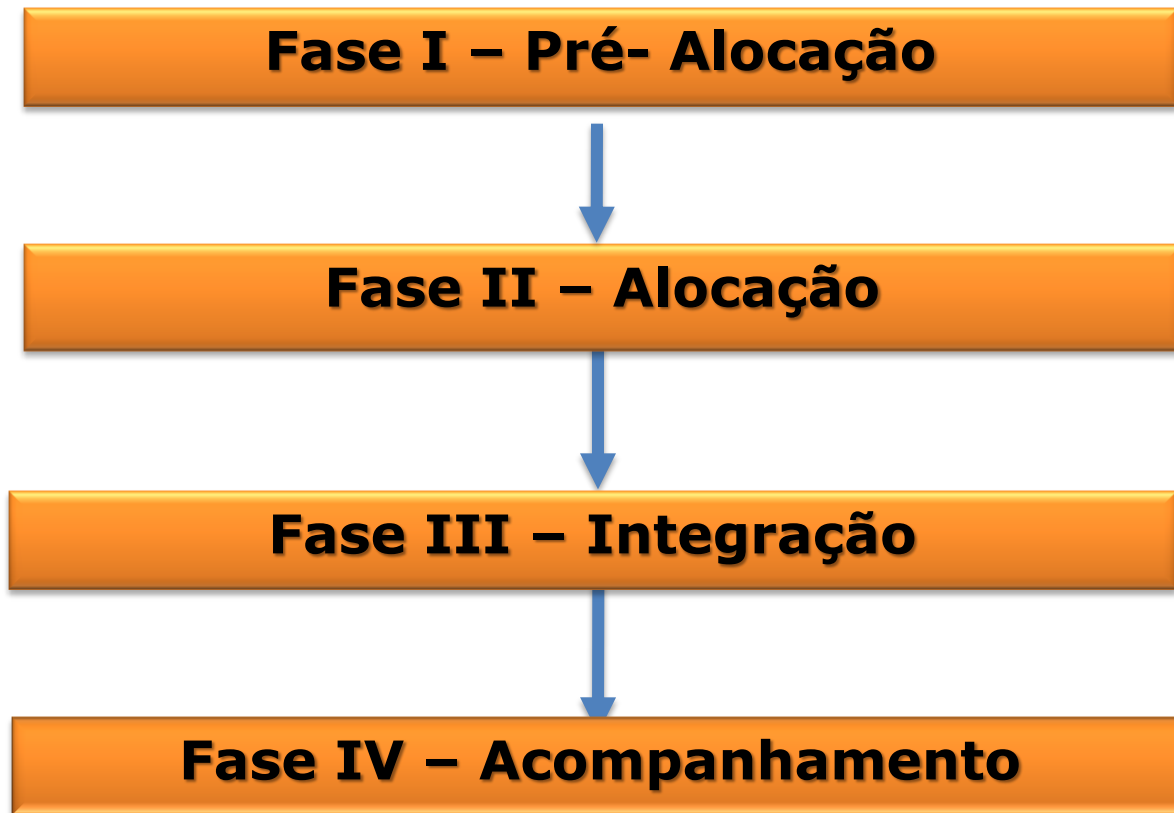 Fase I – Pré- Alocação
Fase II – Alocação
Fase III – Integração
Fase IV – Acompanhamento